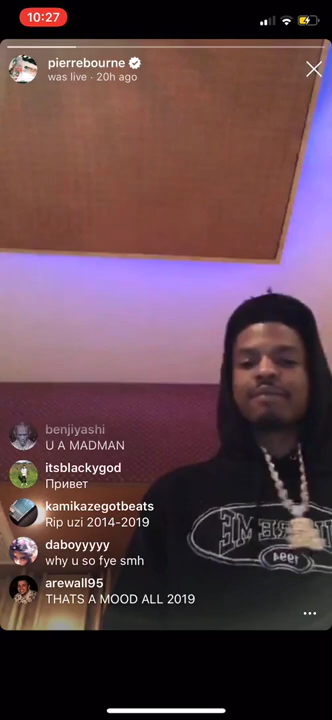 10:27
pierrebourne
was live · 20h ago
benjiyashi
U A MADMAN
itsblackygod
Привет
kamikazegotbeats
Rip uzi 2014-2019
daboyyyyy
why u so fye smh
arewall95
THATS A MOOD ALL 2019